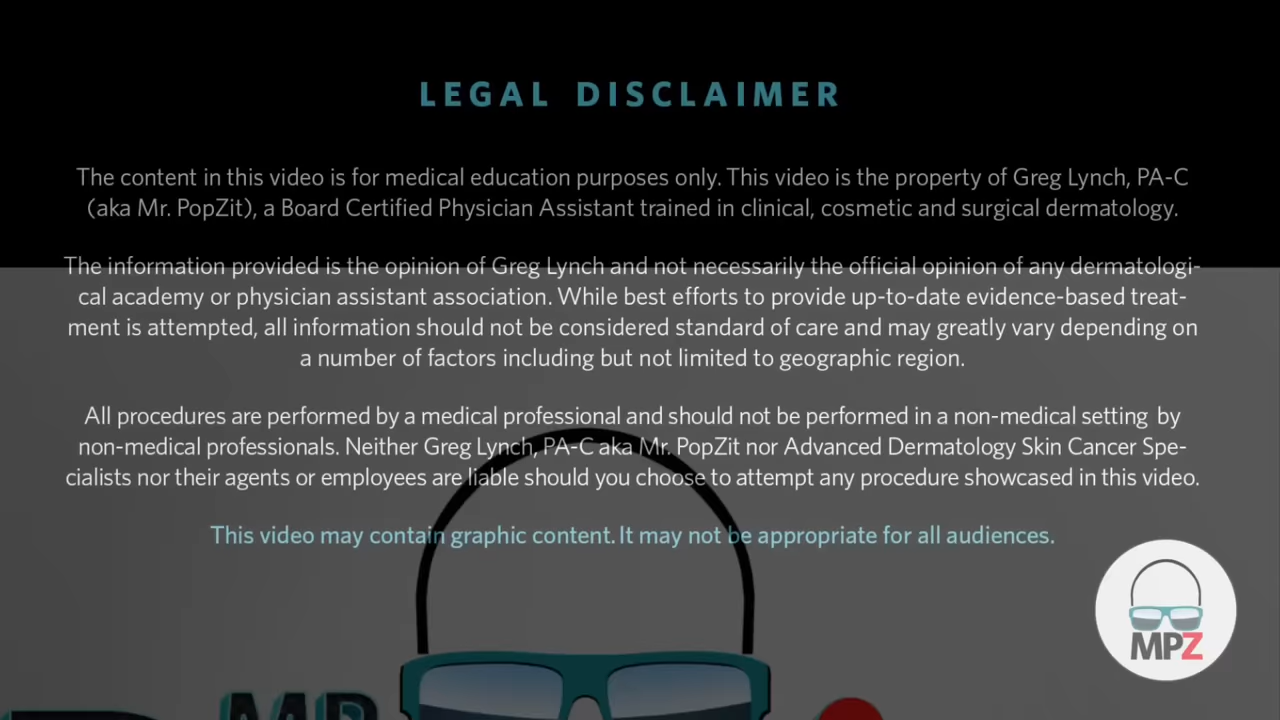 LEGAL DISCLAIMER
The content in this video is for medical education purposes only. This video is the property of Greg Lynch, PA-C
(aka Mr. PopZit), a Board Certified Physician Assistant trained in clinical, cosmetic and surgical dermatology.
The information provided is the opinion of Greg Lynch and not necessarily the official opinion of any dermatologi-
cal academy or physician assistant association. While best efforts to provide up-to-date evidence-based treat-
ment is attempted, all information should not be considered standard of care and may greatly vary depending on
a number of factors including but not limited to geographic region.
All procedures are performed by a medical professional and should not be performed in a non-medical setting by
non-medical professionals. Neither Greg Lynch, PA-C aka Mr. PopZit nor Advanced Dermatology Skin Cancer Spe-
cialists nor their agents or employees are liable should you choose to attempt any procedure showcased in this video.
This video may contain graphic content. It may not be appropriate for all audiences.
MPZ